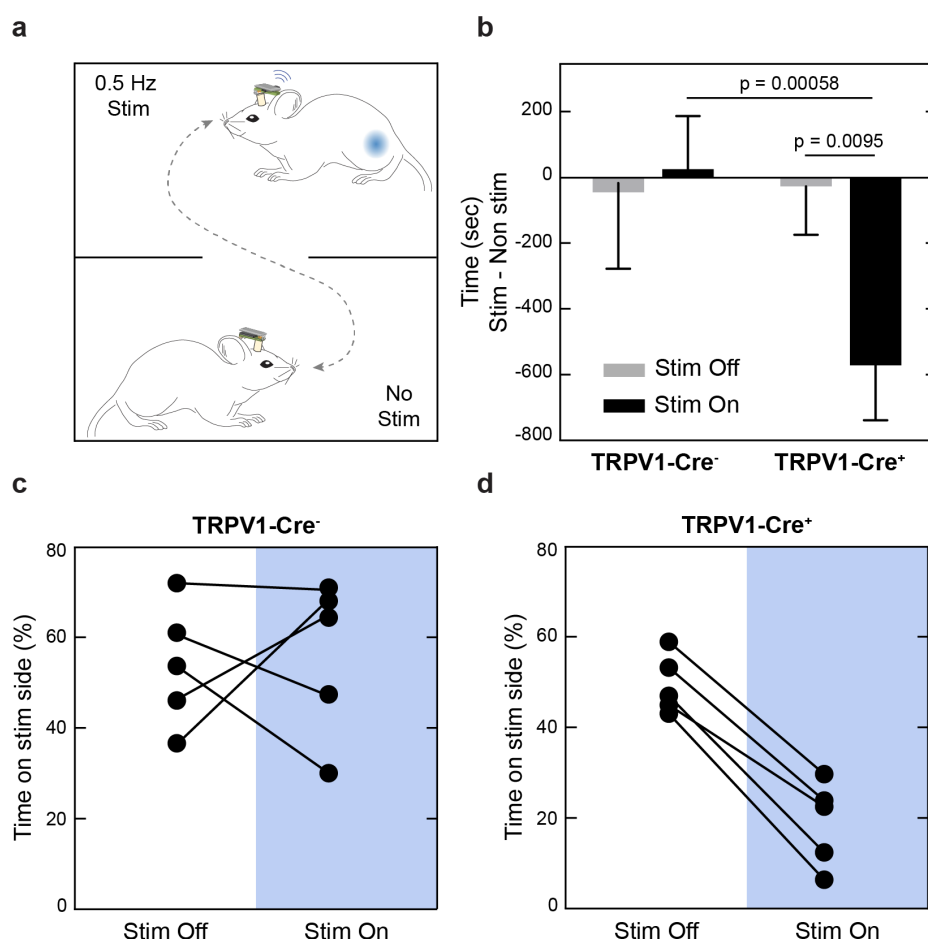 a
0.5 Hz
Stim
No
Stim
b
Time (sec)
Stim - Non stim
200
0
-200
-400
-600
-800
p = 0.00058
p = 0.0095
Stim Off
Stim On
TRPV1-Cre⁻
TRPV1-Cre⁺
c
TRPV1-Cre⁻
Time on stim side (%)
80
60
40
20
0
Stim Off
Stim On
d
TRPV1-Cre⁺
Time on stim side (%)
80
60
40
20
0
Stim Off
Stim On